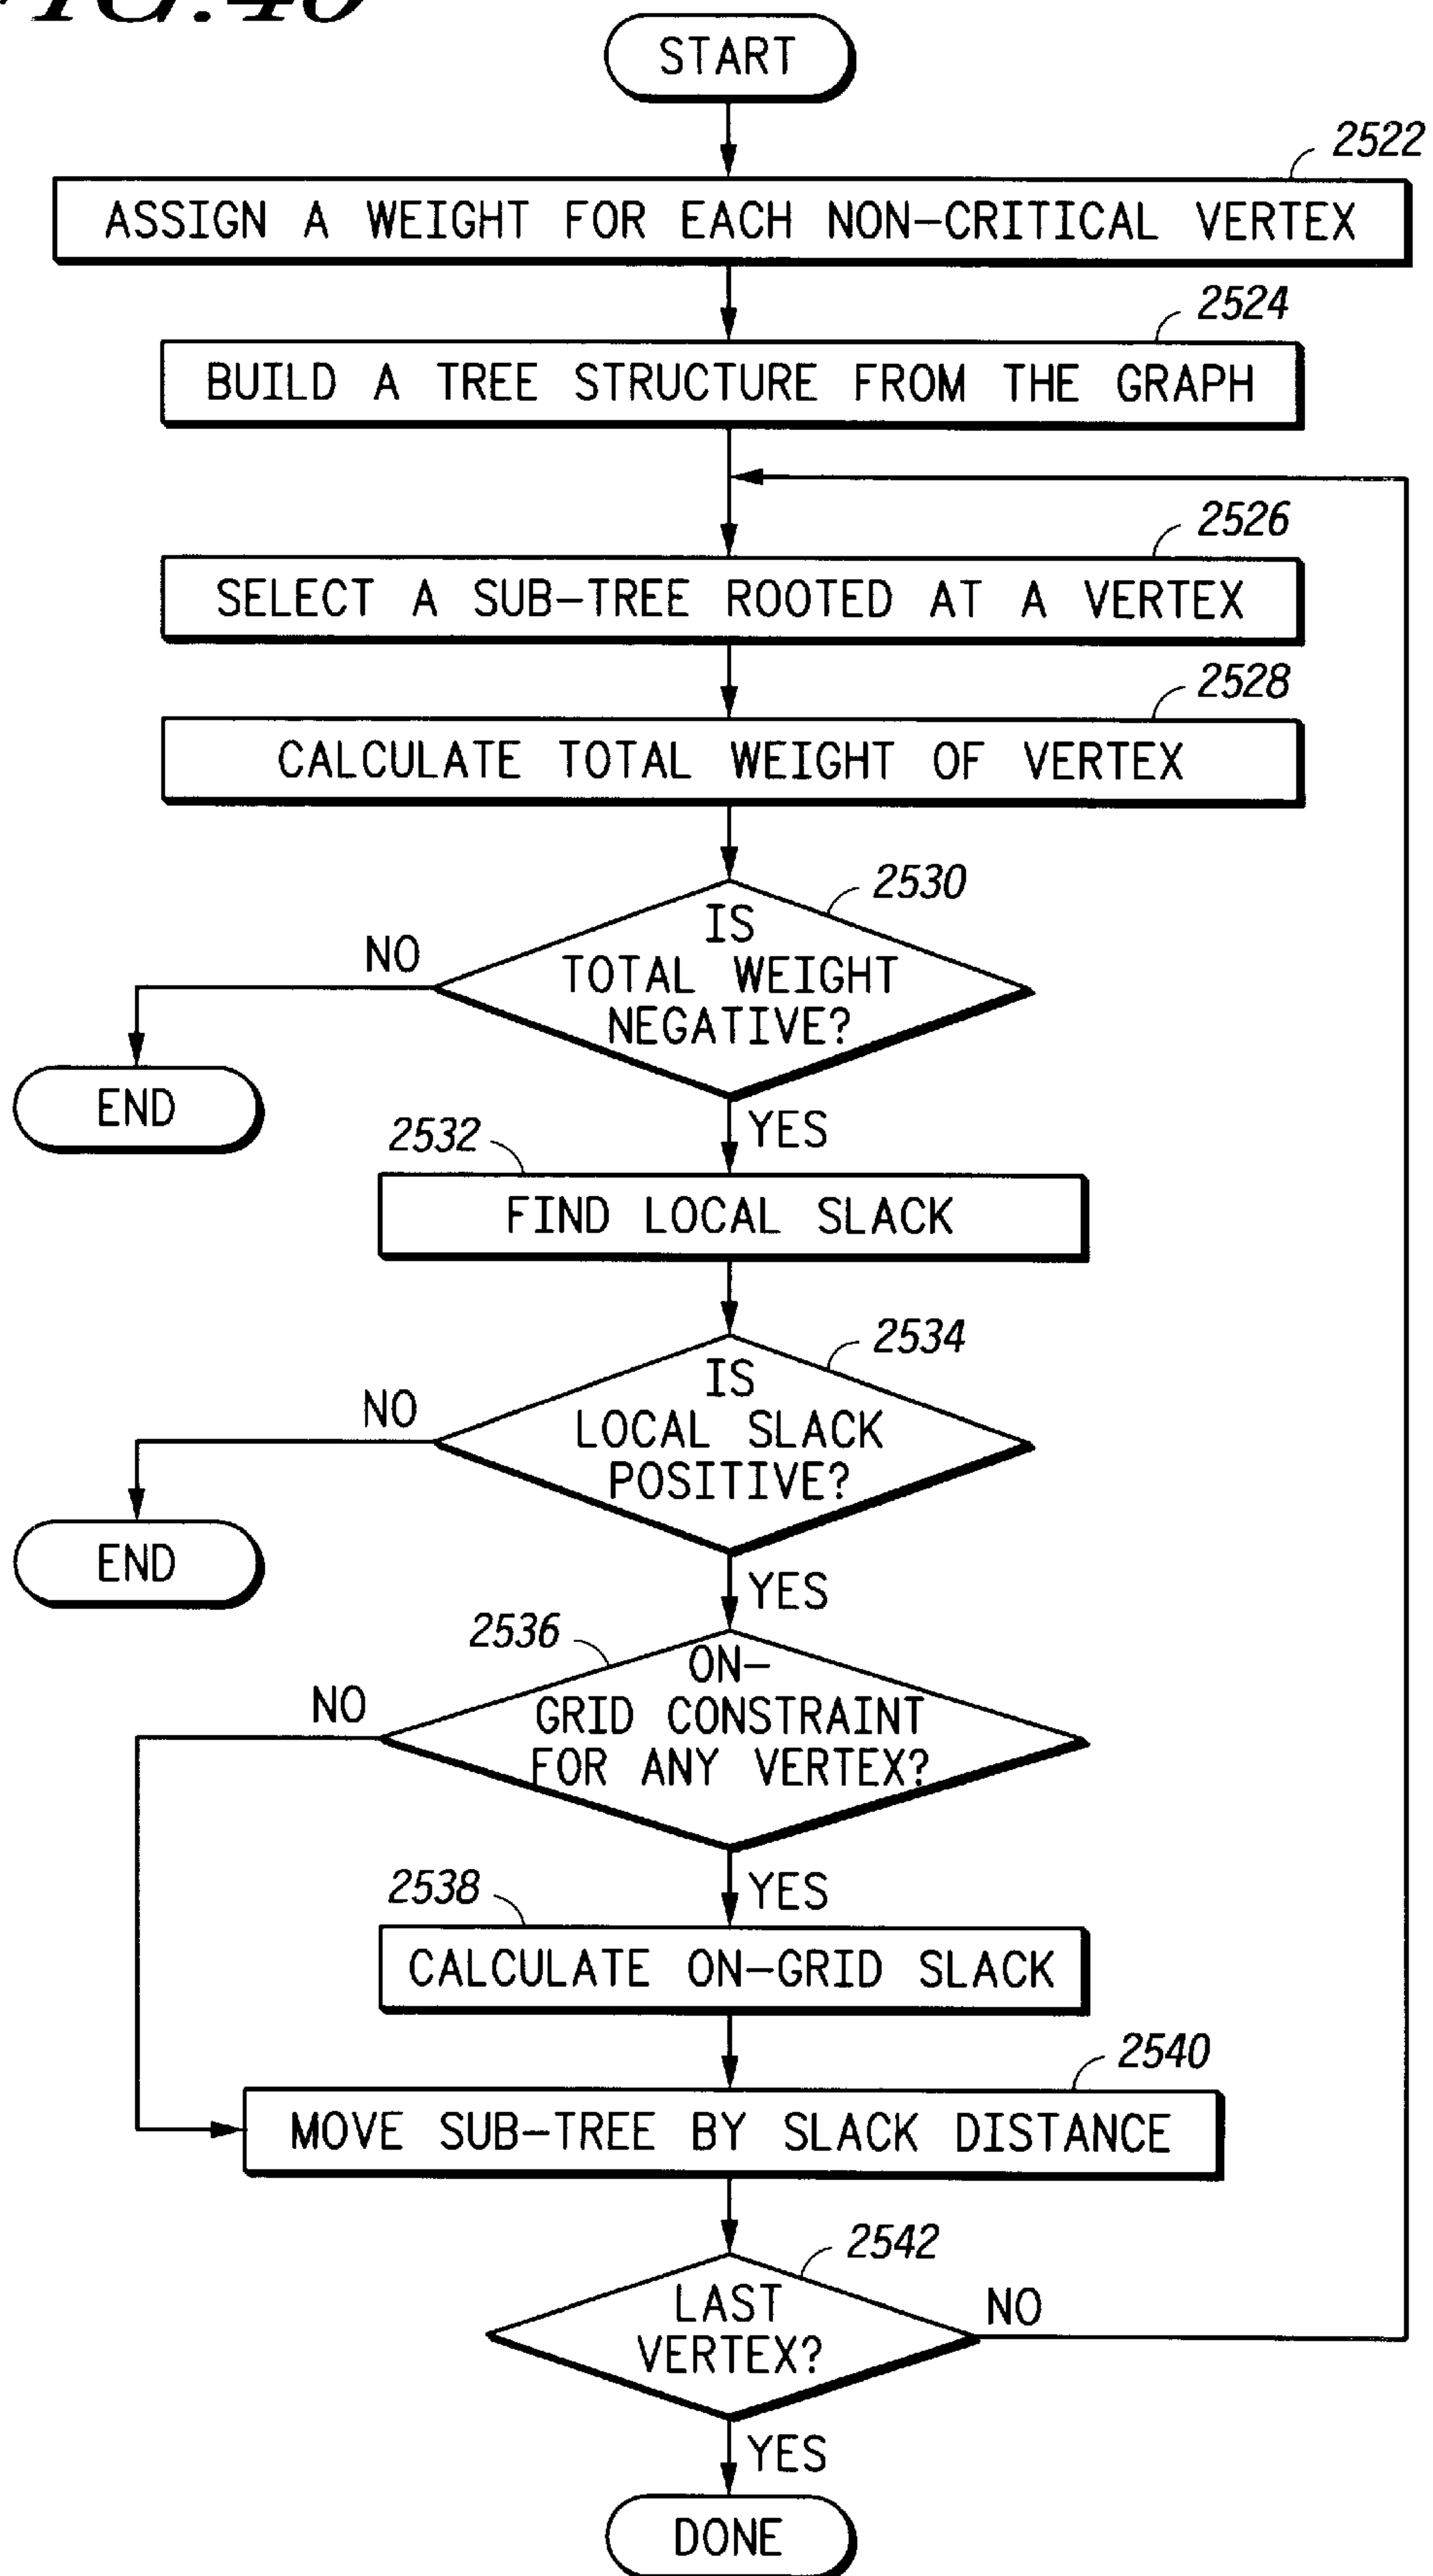 START
2522
ASSIGN A WEIGHT FOR EACH NON-CRITICAL VERTEX
2524
BUILD A TREE STRUCTURE FROM THE GRAPH
2526
SELECT A SUB-TREE ROOTED AT A VERTEX
2528
CALCULATE TOTAL WEIGHT OF VERTEX
2530
IS
TOTAL WEIGHT
NEGATIVE?
NO
END
YES
2532
FIND LOCAL SLACK
2534
IS
LOCAL SLACK
POSITIVE?
NO
END
YES
2536
ON-
GRID CONSTRAINT
FOR ANY VERTEX?
NO
YES
2538
CALCULATE ON-GRID SLACK
2540
MOVE SUB-TREE BY SLACK DISTANCE
2542
LAST
VERTEX?
NO
YES
DONE